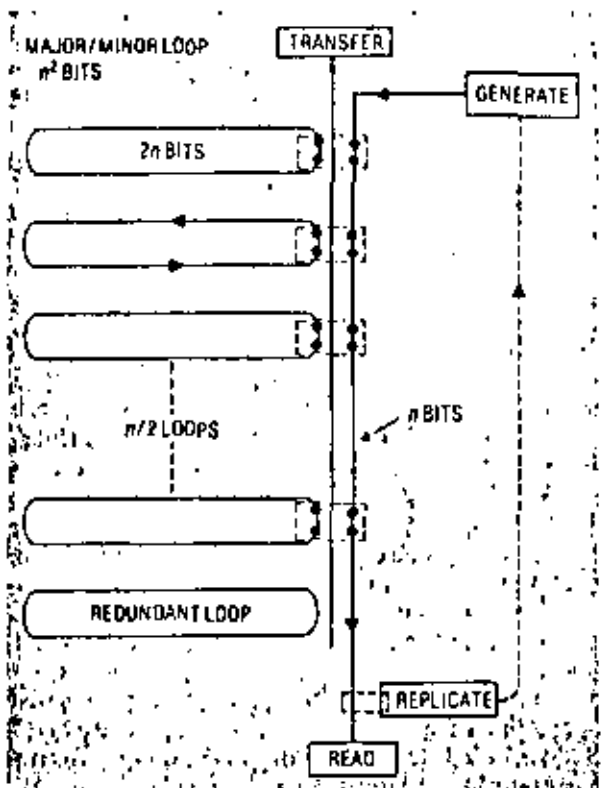 MAJOR/MINOR LOOP
n² BITS
TRANSFER
GENERATE
2n BITS
n/2 LOOPS
n BITS
REDUNDANT LOOP
REPLICATE
READ